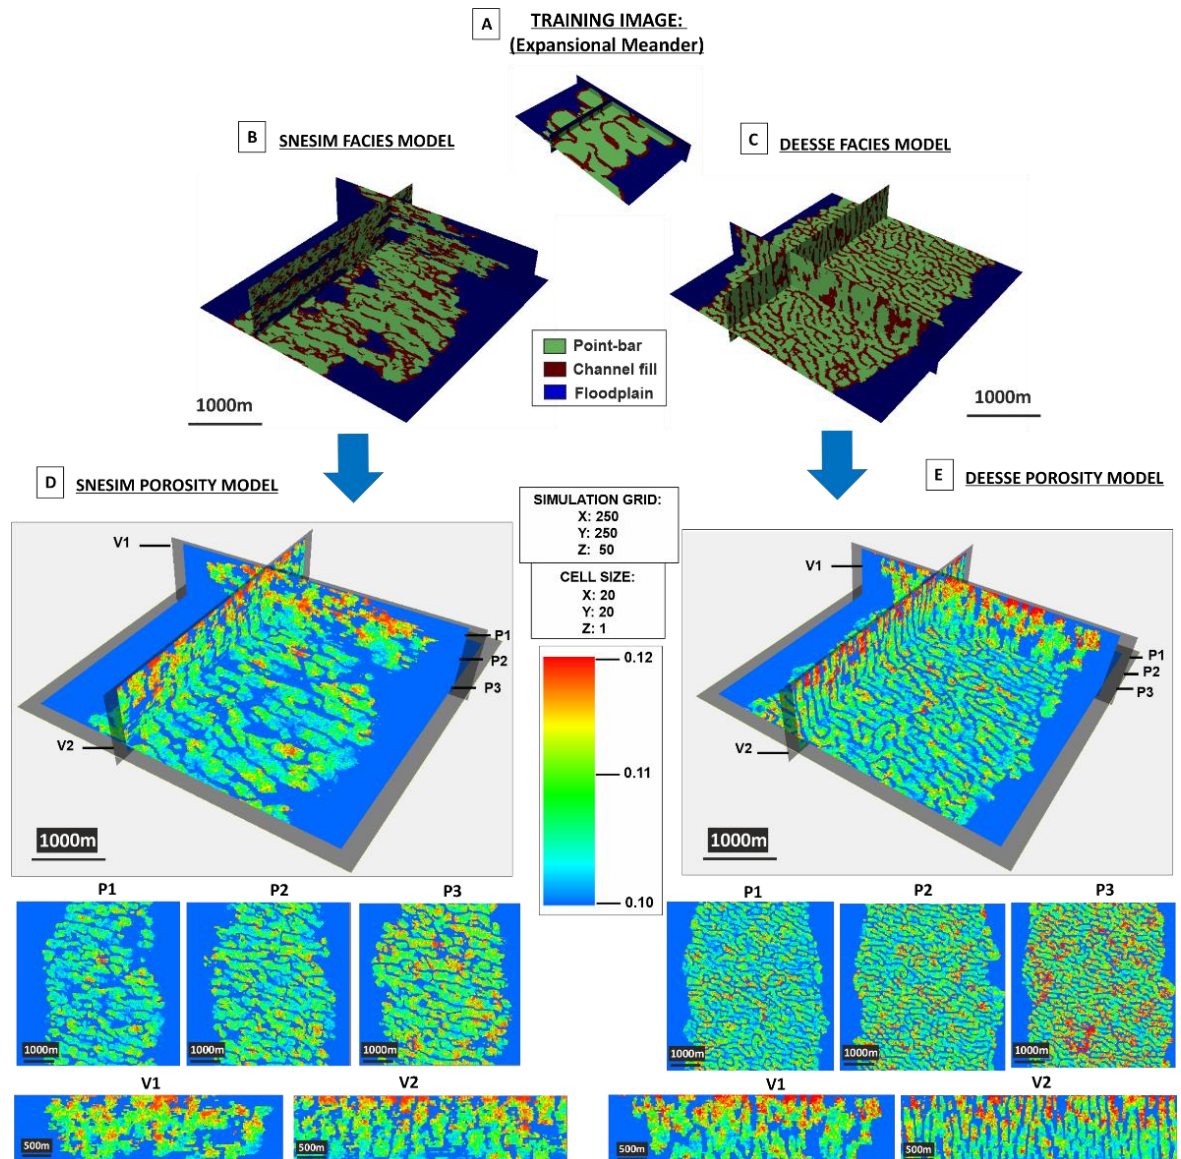 A
TRAINING IMAGE:
(Expansional Meander)
B
SNESIM FACIES MODEL
C
DEESSE FACIES MODEL
Point-bar
Channel fill
Floodplain
1000m
1000m
D
SNESIM POROSITY MODEL
E
DEESSE POROSITY MODEL
SIMULATION GRID:
X: 250
Y: 250
Z: 50
CELL SIZE:
X: 20
Y: 20
Z: 1
V1
P1
P2
P3
V2
1000m
0.12
0.11
0.10
V1
P1
P2
P3
V2
1000m
P1
P2
P3
1000m
1000m
1000m
V1
V2
500m
500m
P1
P2
P3
1000m
1000m
1000m
V1
V2
500m
500m